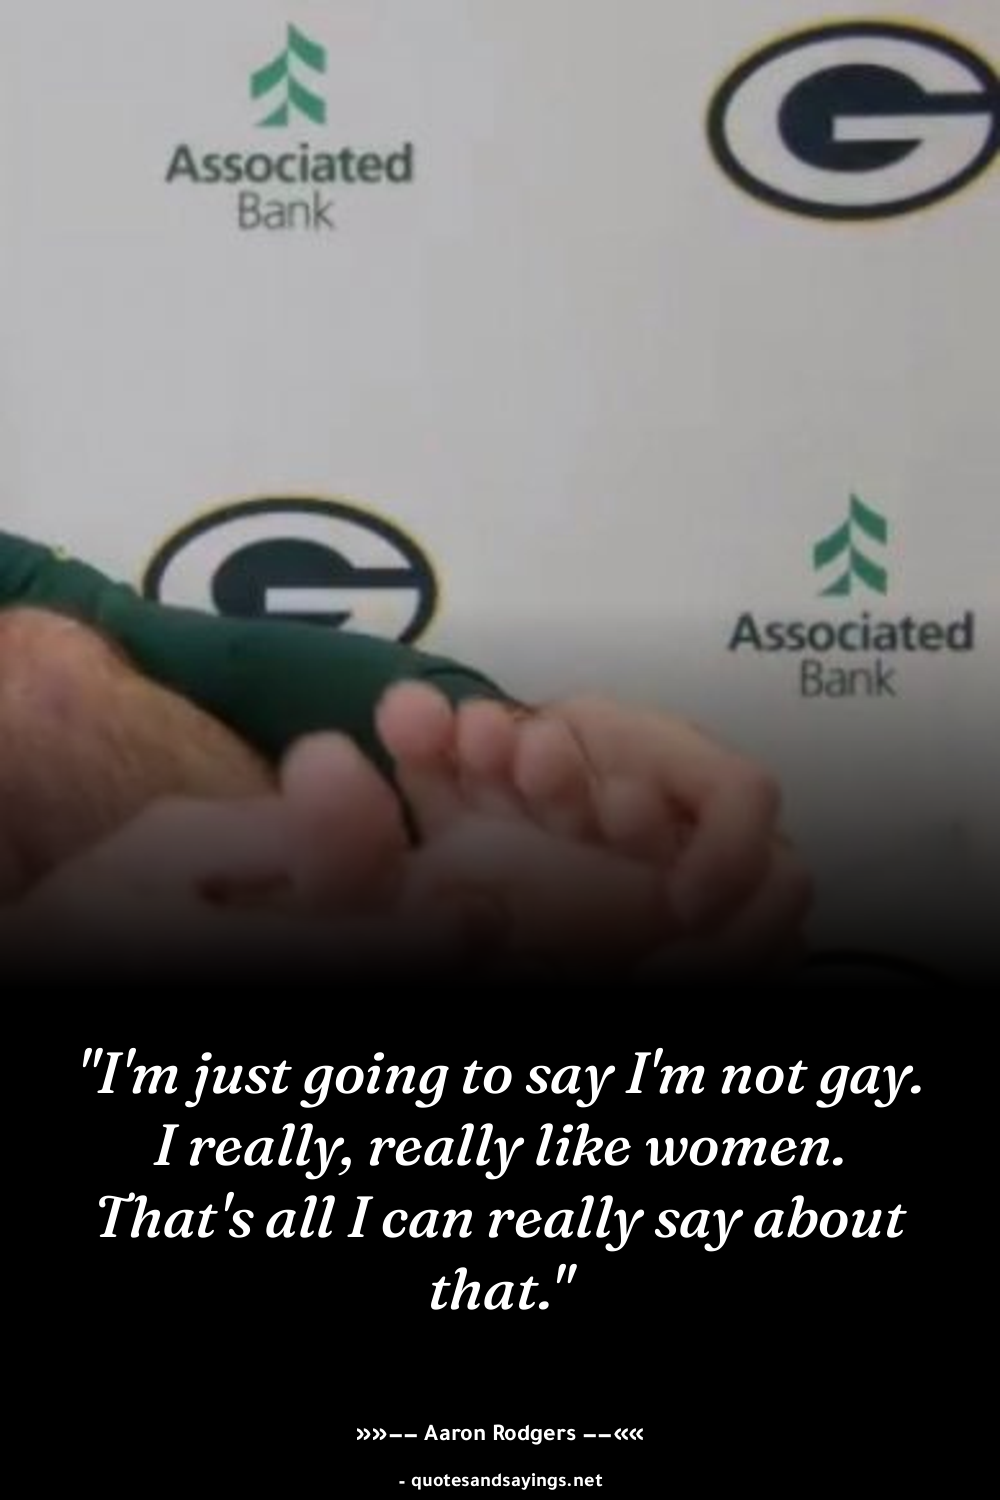 Associated
Bank
G
G
Associated
Bank
"I'm just going to say I'm not gay.
I really, really like women.
That's all I can really say about
that."
»»–– Aaron Rodgers ––««
- quotesandsayings.net